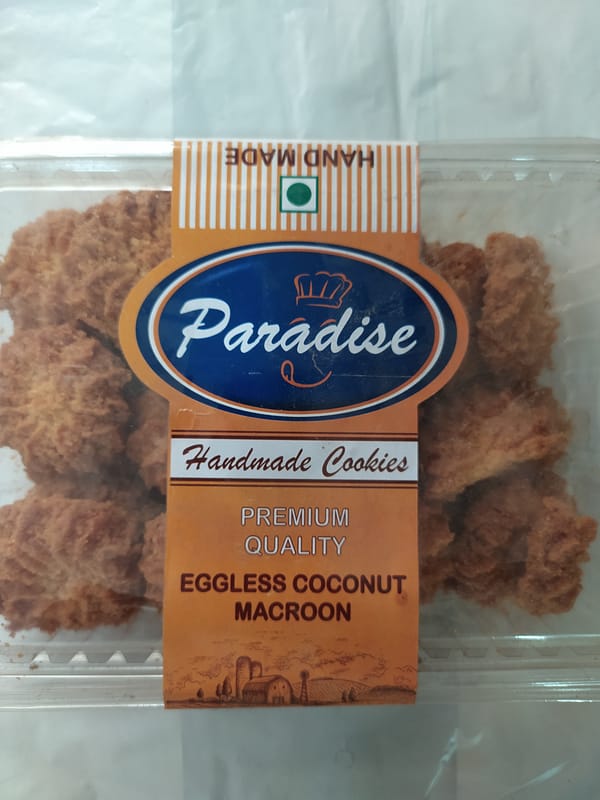 HAND MADE
Paradise
Handmade Cookies
PREMIUM
QUALITY
EGGLESS COCONUT
MACROON